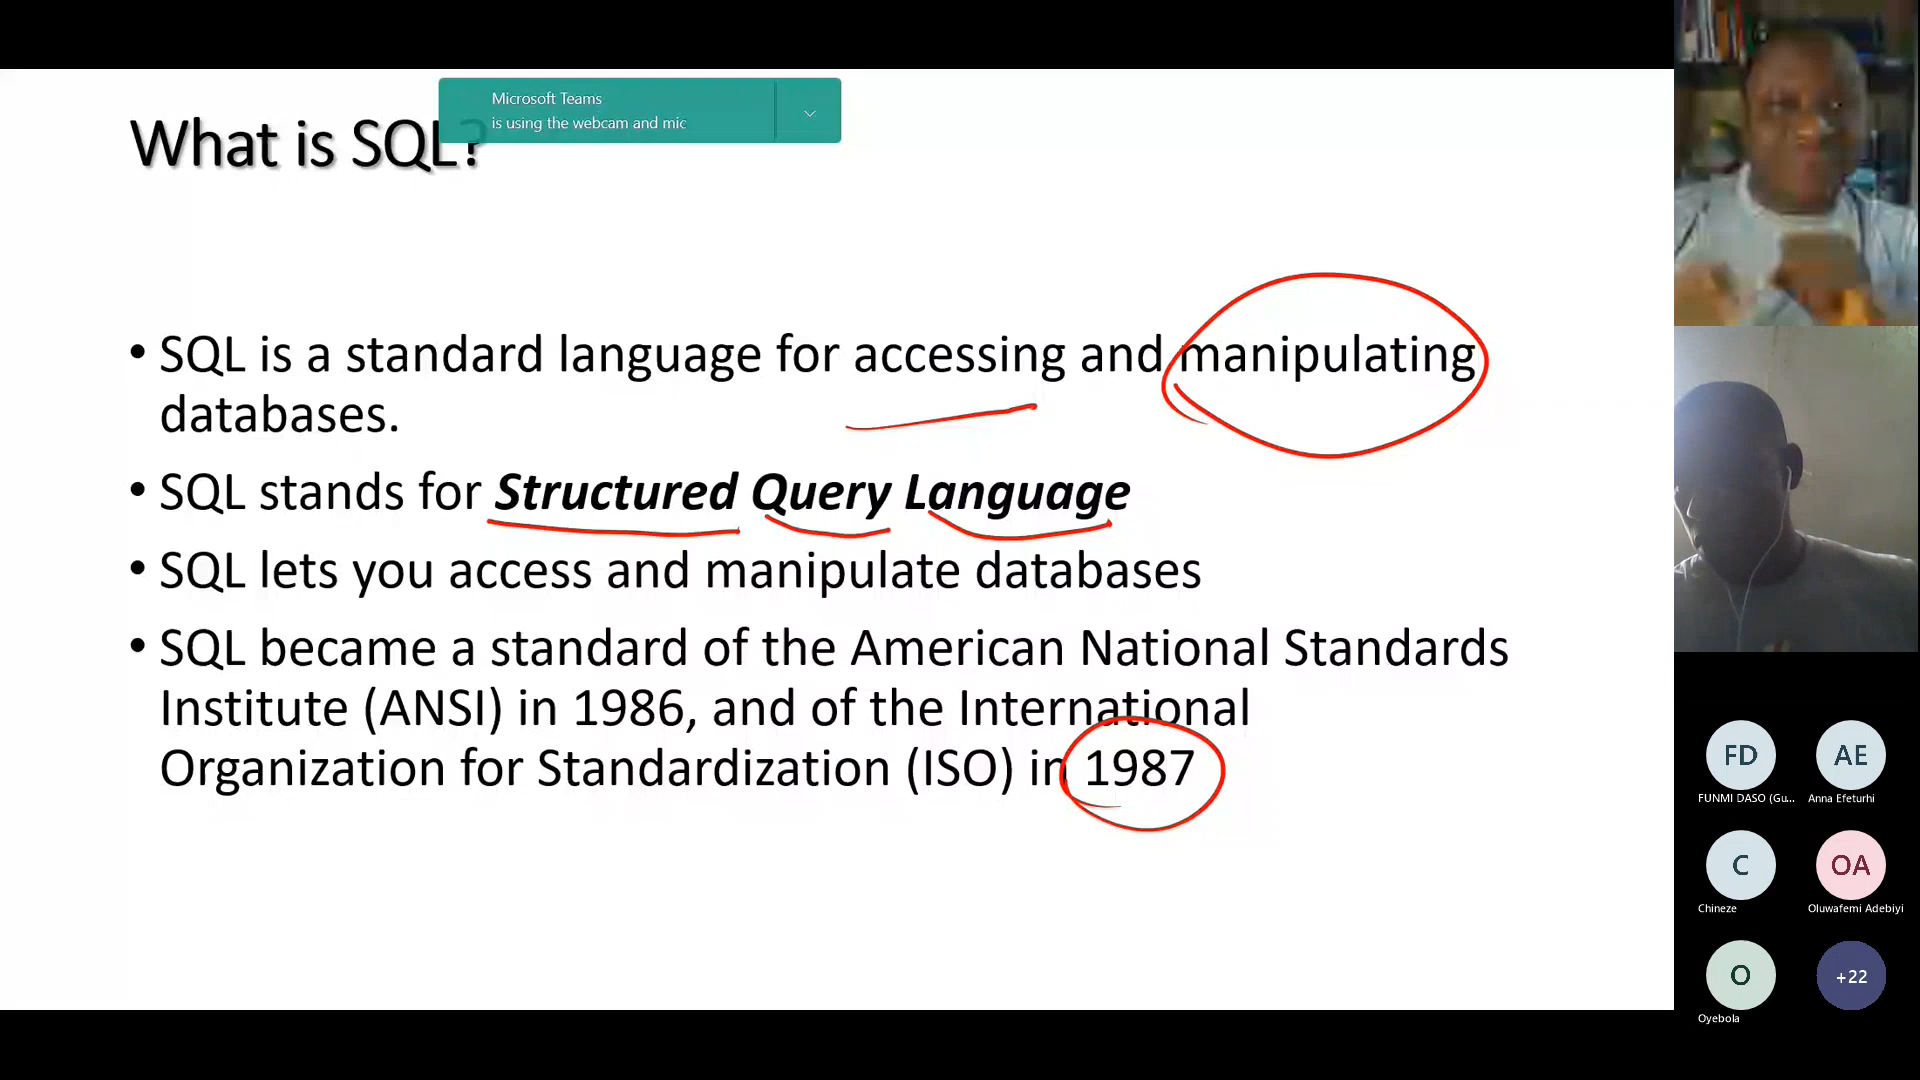 Microsoft Teams
is using the webcam and mic
What is SQL?
• SQL is a standard language for accessing and manipulating
databases.
• SQL stands for Structured Query Language
• SQL lets you access and manipulate databases
• SQL became a standard of the American National Standards
Institute (ANSI) in 1986, and of the International
Organization for Standardization (ISO) in 1987
FD
AE
FUNMI DASO (Gu...
Anna Efeturhi
C
OA
Chineze
Oluwafemi Adebiyi
O
+22
Oyebola